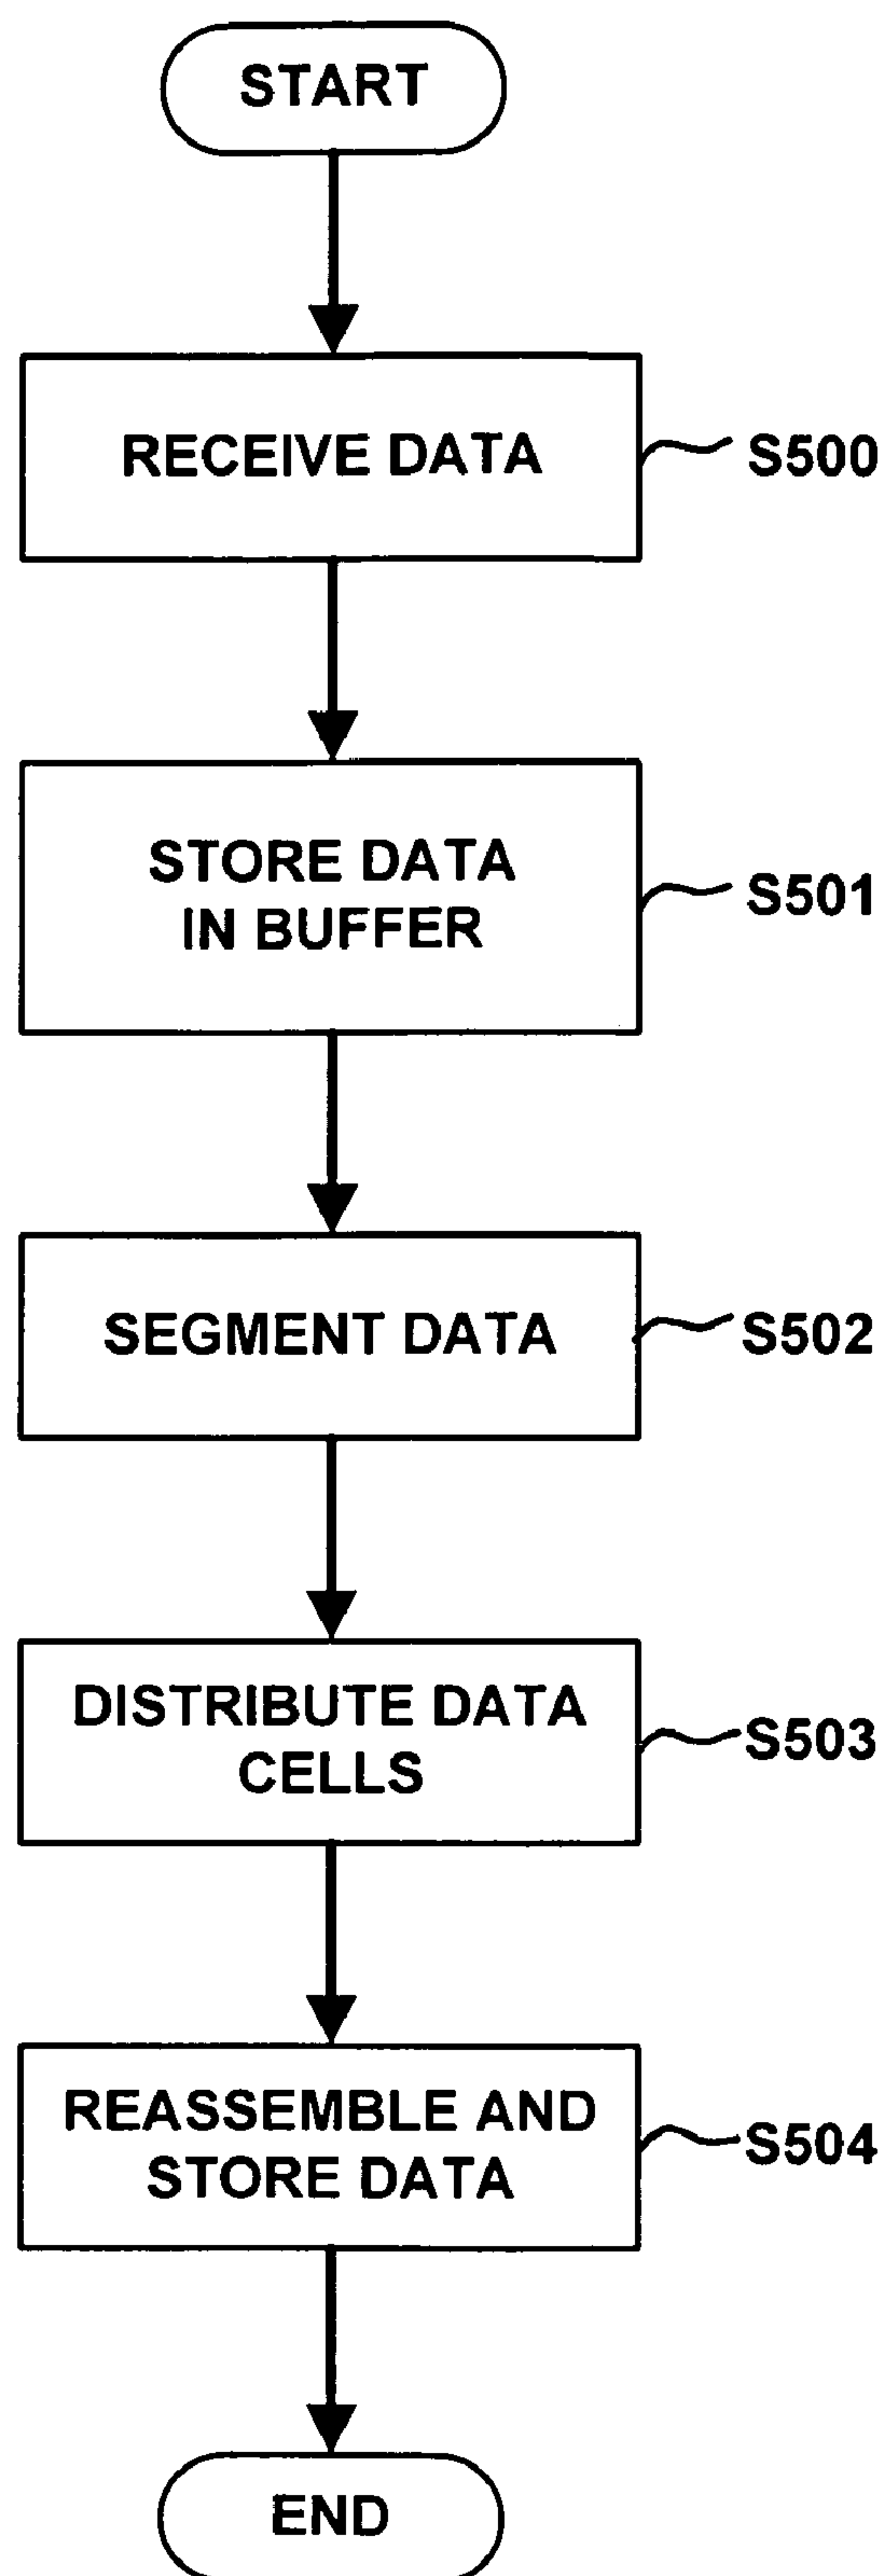 START
RECEIVE DATA
S500
STORE DATA
IN BUFFER
S501
SEGMENT DATA
S502
DISTRIBUTE DATA
CELLS
S503
REASSEMBLE AND
STORE DATA
S504
END